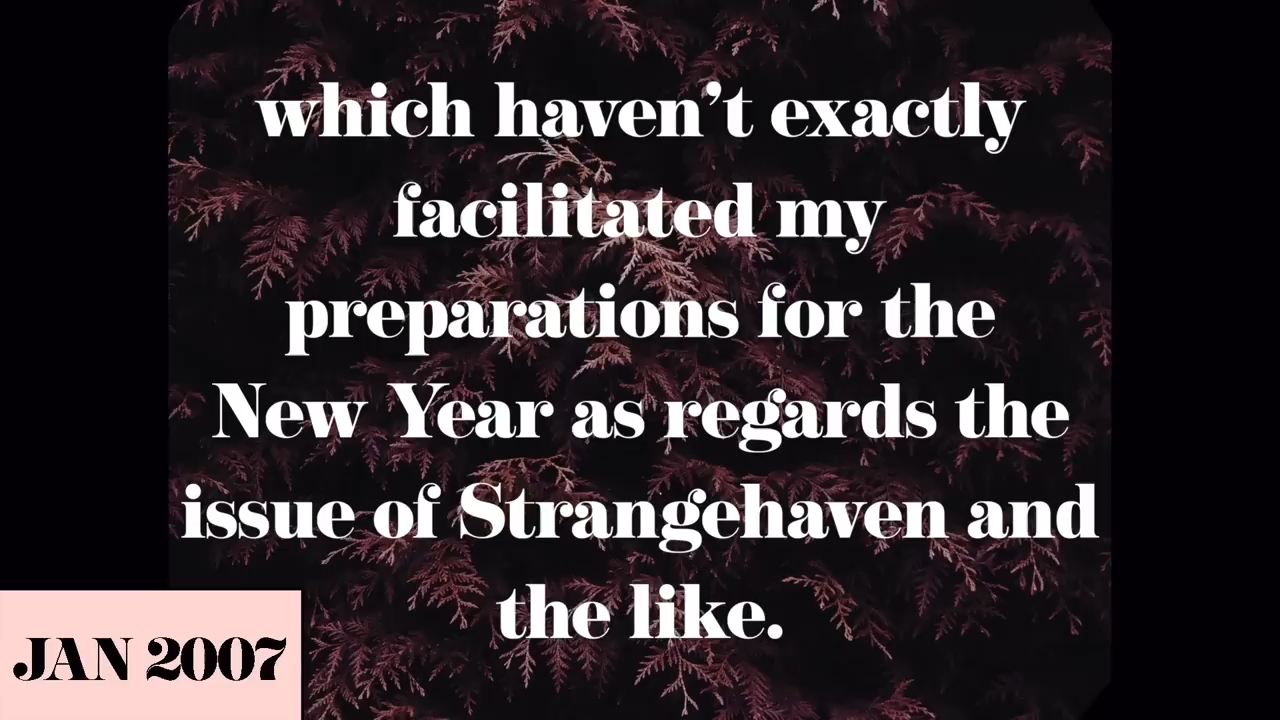 which haven’t exactly
facilitated my
preparations for the
New Year as regards the
issue of Strangehaven and
the like.
JAN 2007